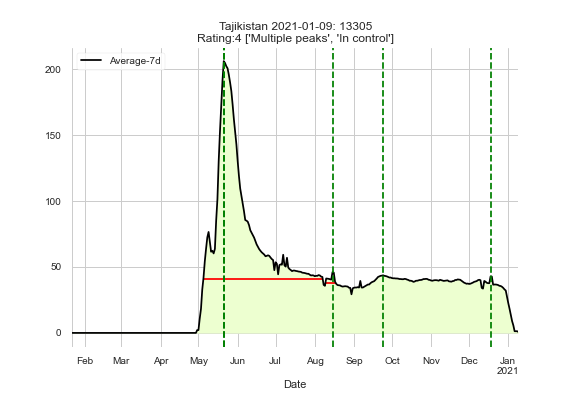 Tajikistan 2021-01-09: 13305
Rating:4 ['Multiple peaks', 'In control']
Average-7d
200
150
100
50
0
Feb Mar Apr May Jun Jul Aug Sep Oct Nov Dec Jan
2021
Date